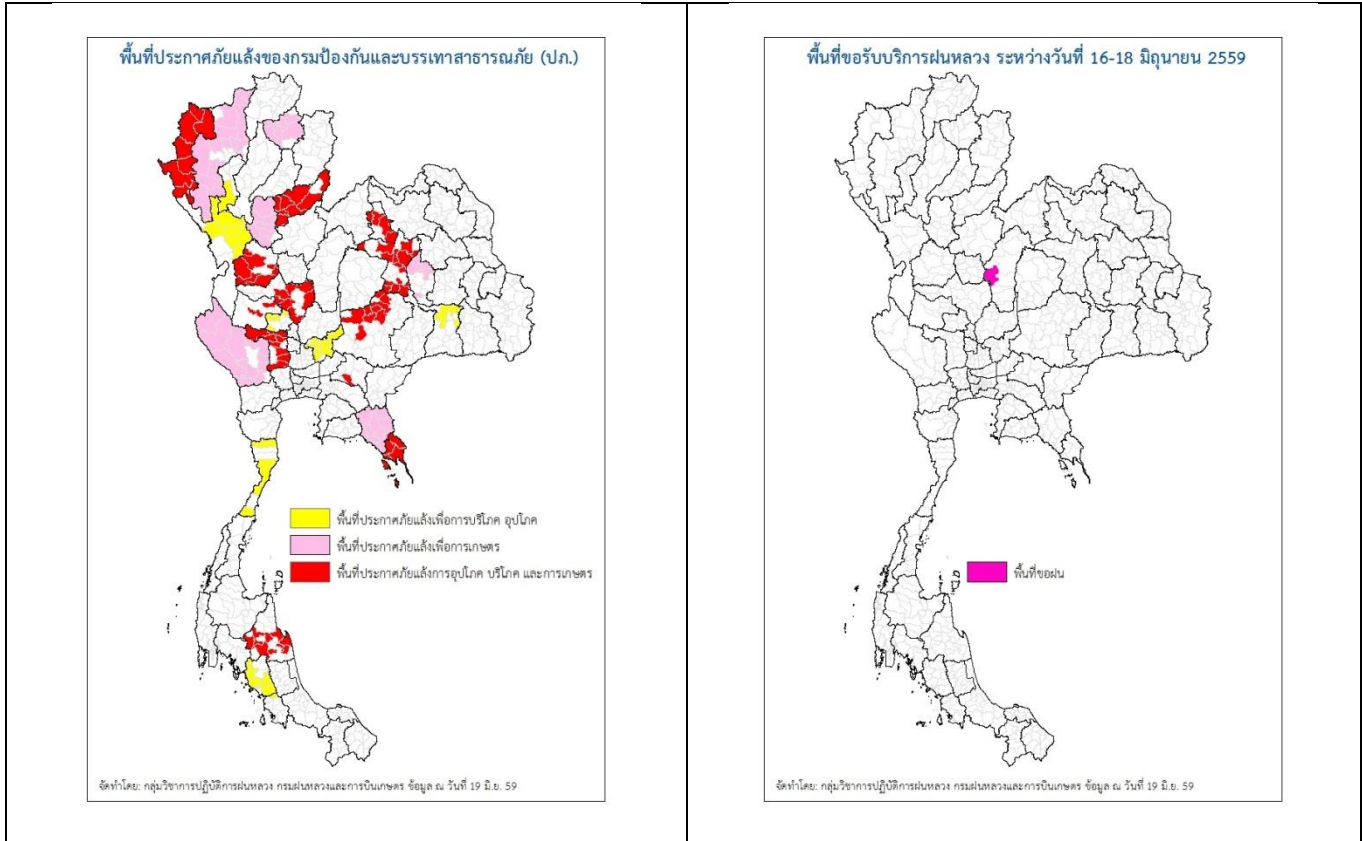 พื้นที่ประกาศภัยแล้งของกรมป้องกันและบรรเทาสาธารณภัย (ปภ.)
พื้นที่ประกาศภัยแล้งเพื่อการบริโภค อุปโภค
พื้นที่ประกาศภัยแล้งเพื่อการเกษตร
พื้นที่ประกาศภัยแล้งการอุปโภค บริโภค และการเกษตร
จัดทำโดย: กลุ่มวิชาการปฏิบัติการฝนหลวง กรมฝนหลวงและการบินเกษตร ข้อมูล ณ วันที่ 19 มิ.ย. 59
พื้นที่ขอรับบริการฝนหลวง ระหว่างวันที่ 16-18 มิถุนายน 2559
พื้นที่ขอฝน
จัดทำโดย: กลุ่มวิชาการปฏิบัติการฝนหลวง กรมฝนหลวงและการบินเกษตร ข้อมูล ณ วันที่ 19 มิ.ย. 59